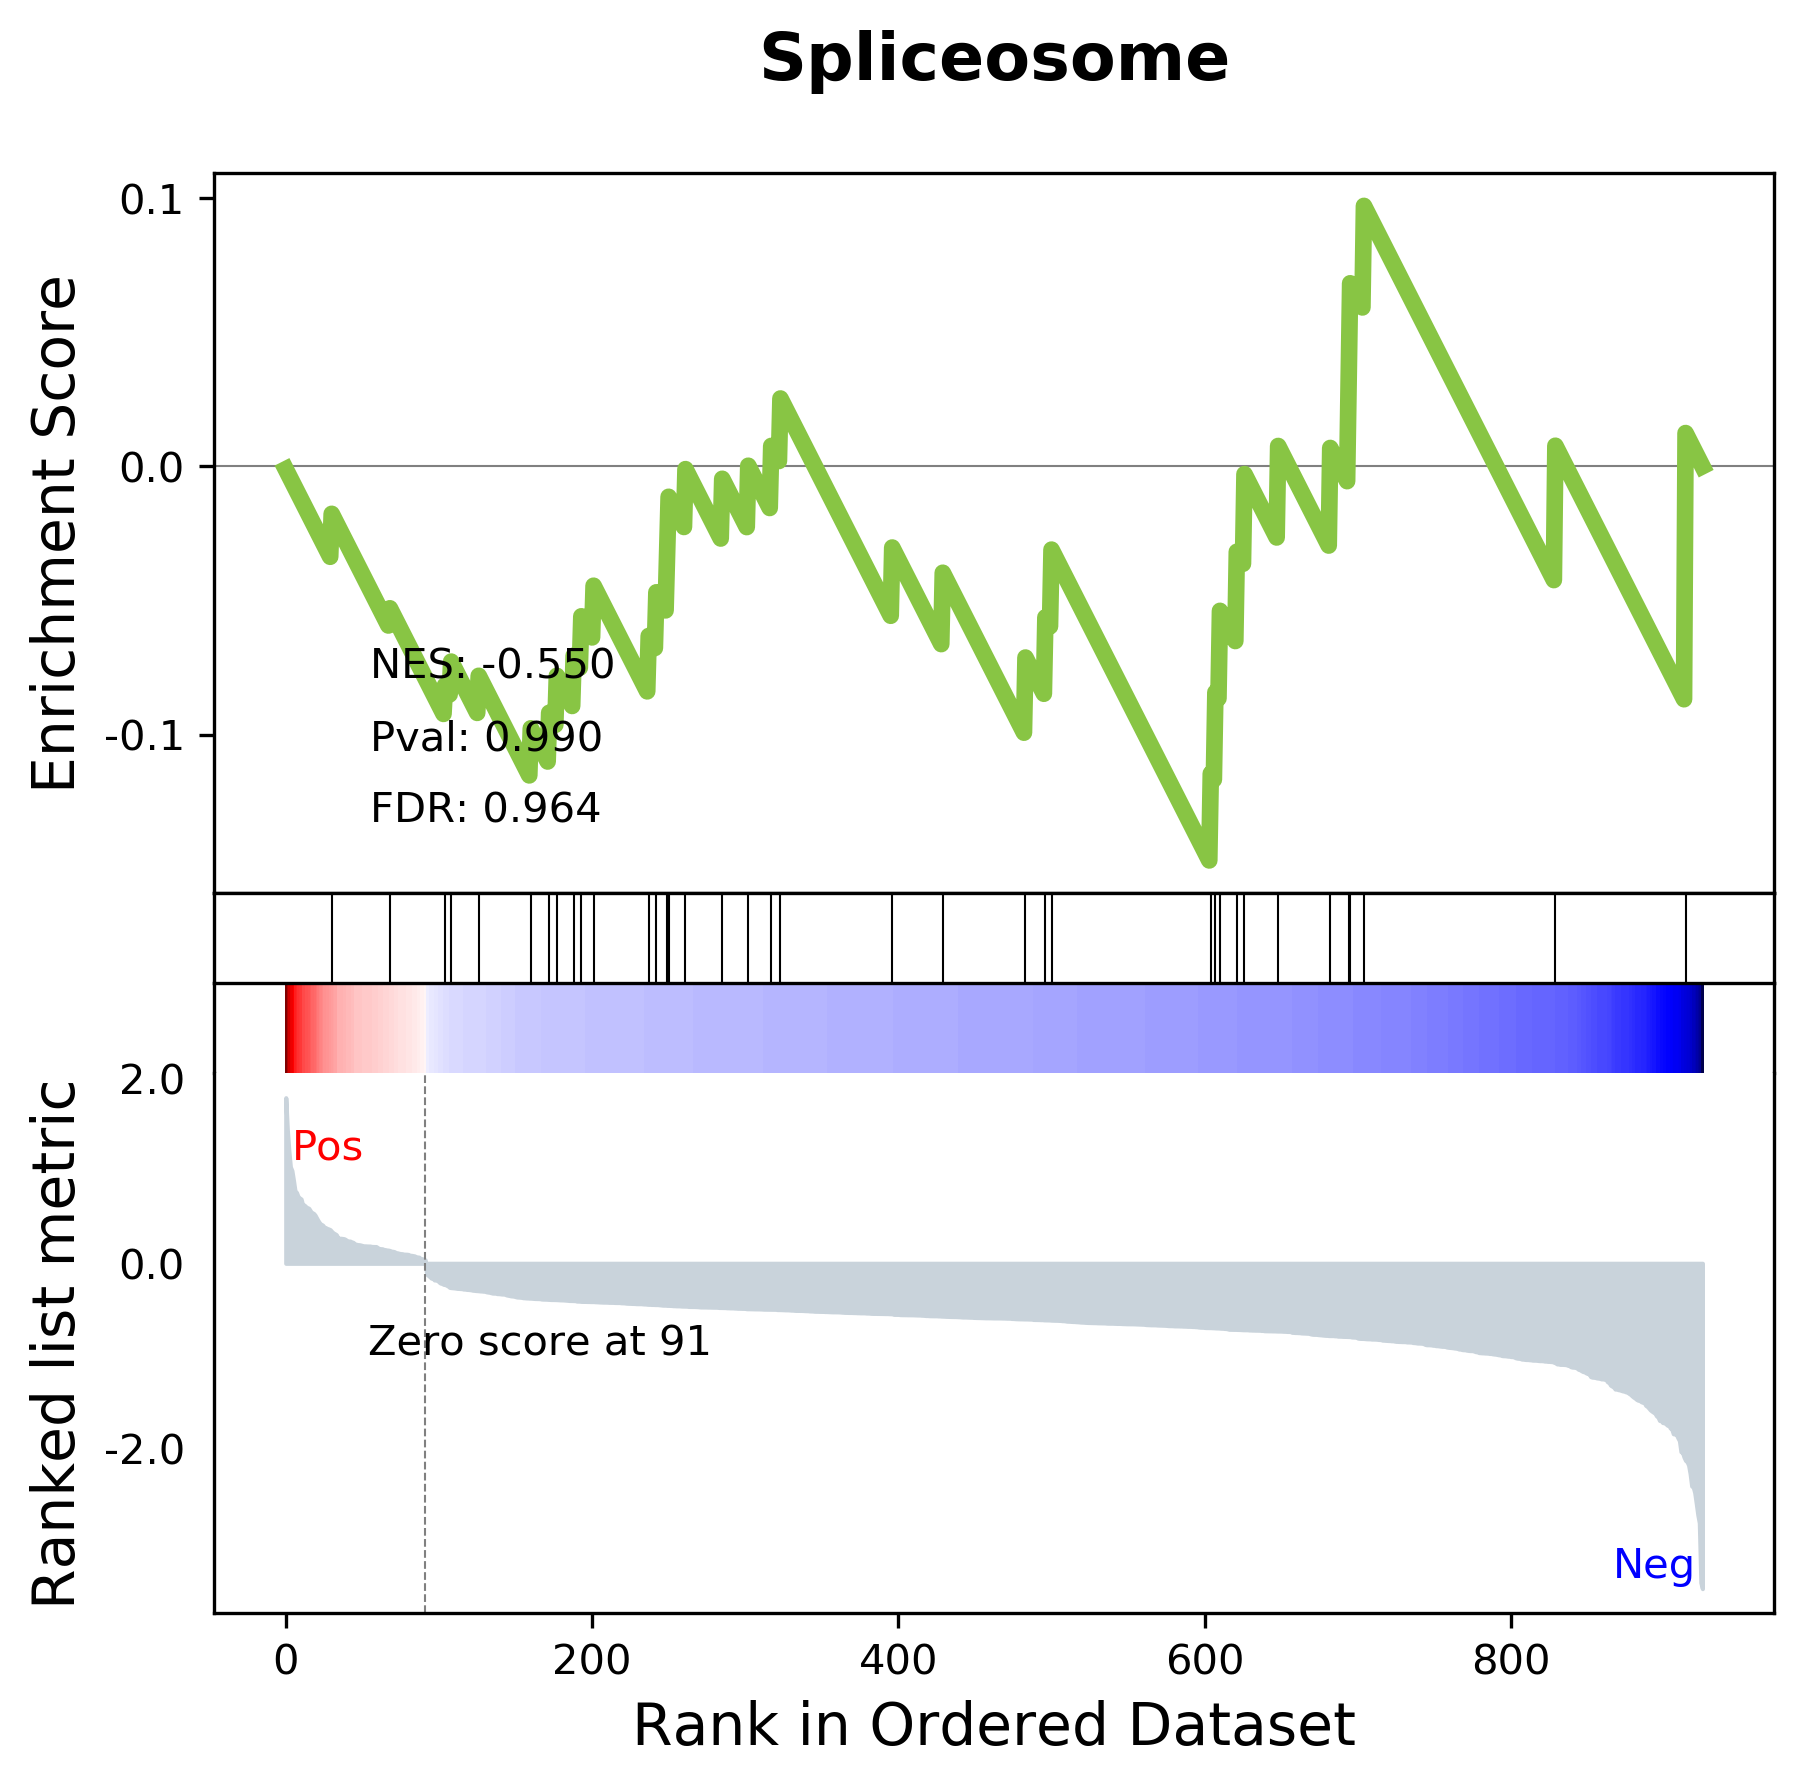 Spliceosome
Enrichment Score
0.1
0.0
-0.1
NES: -0.550
Pval: 0.990
FDR: 0.964
Ranked list metric
2.0
0.0
-2.0
Pos
Zero score at 91
Neg
0 200 400 600 800
Rank in Ordered Dataset